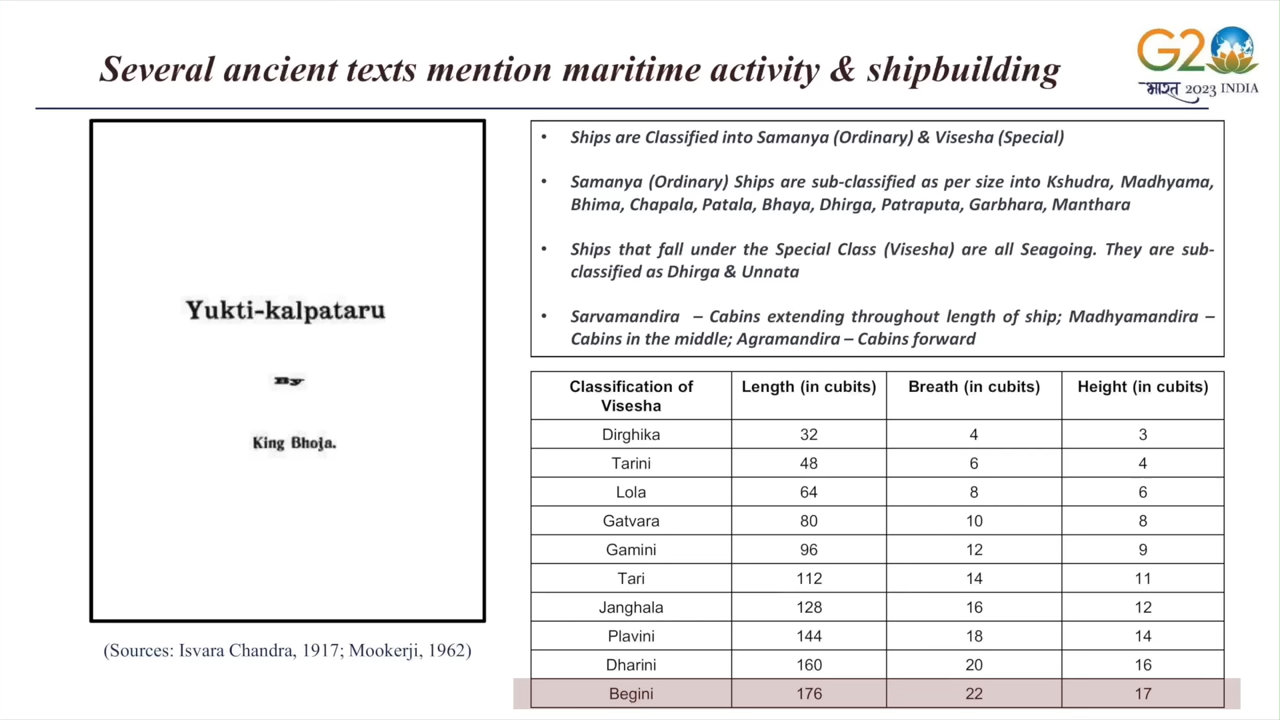 Several ancient texts mention maritime activity & shipbuilding
G20
भारत 2023 INDIA
Yukti-kalpataru
By
King Bhoja.
(Sources: Isvara Chandra, 1917; Mookerji, 1962)
• Ships are Classified into Samanya (Ordinary) & Visesha (Special)
• Samanya (Ordinary) Ships are sub-classified as per size into Kshudra, Madhyama,
Bhima, Chapala, Patala, Bhaya, Dhirga, Patraputa, Garbhara, Manthara
• Ships that fall under the Special Class (Visesha) are all Seagoing. They are sub-
classified as Dhirga & Unnata
• Sarvamandira – Cabins extending throughout length of ship; Madhyamandira –
Cabins in the middle; Agramandira – Cabins forward
Classification of Visesha Length (in cubits) Breath (in cubits) Height (in cubits)
Dirghika 32 4 3
Tarini 48 6 4
Lola 64 8 6
Gatvara 80 10 8
Gamini 96 12 9
Tari 112 14 11
Janghala 128 16 12
Plavini 144 18 14
Dharini 160 20 16
Begini 176 22 17